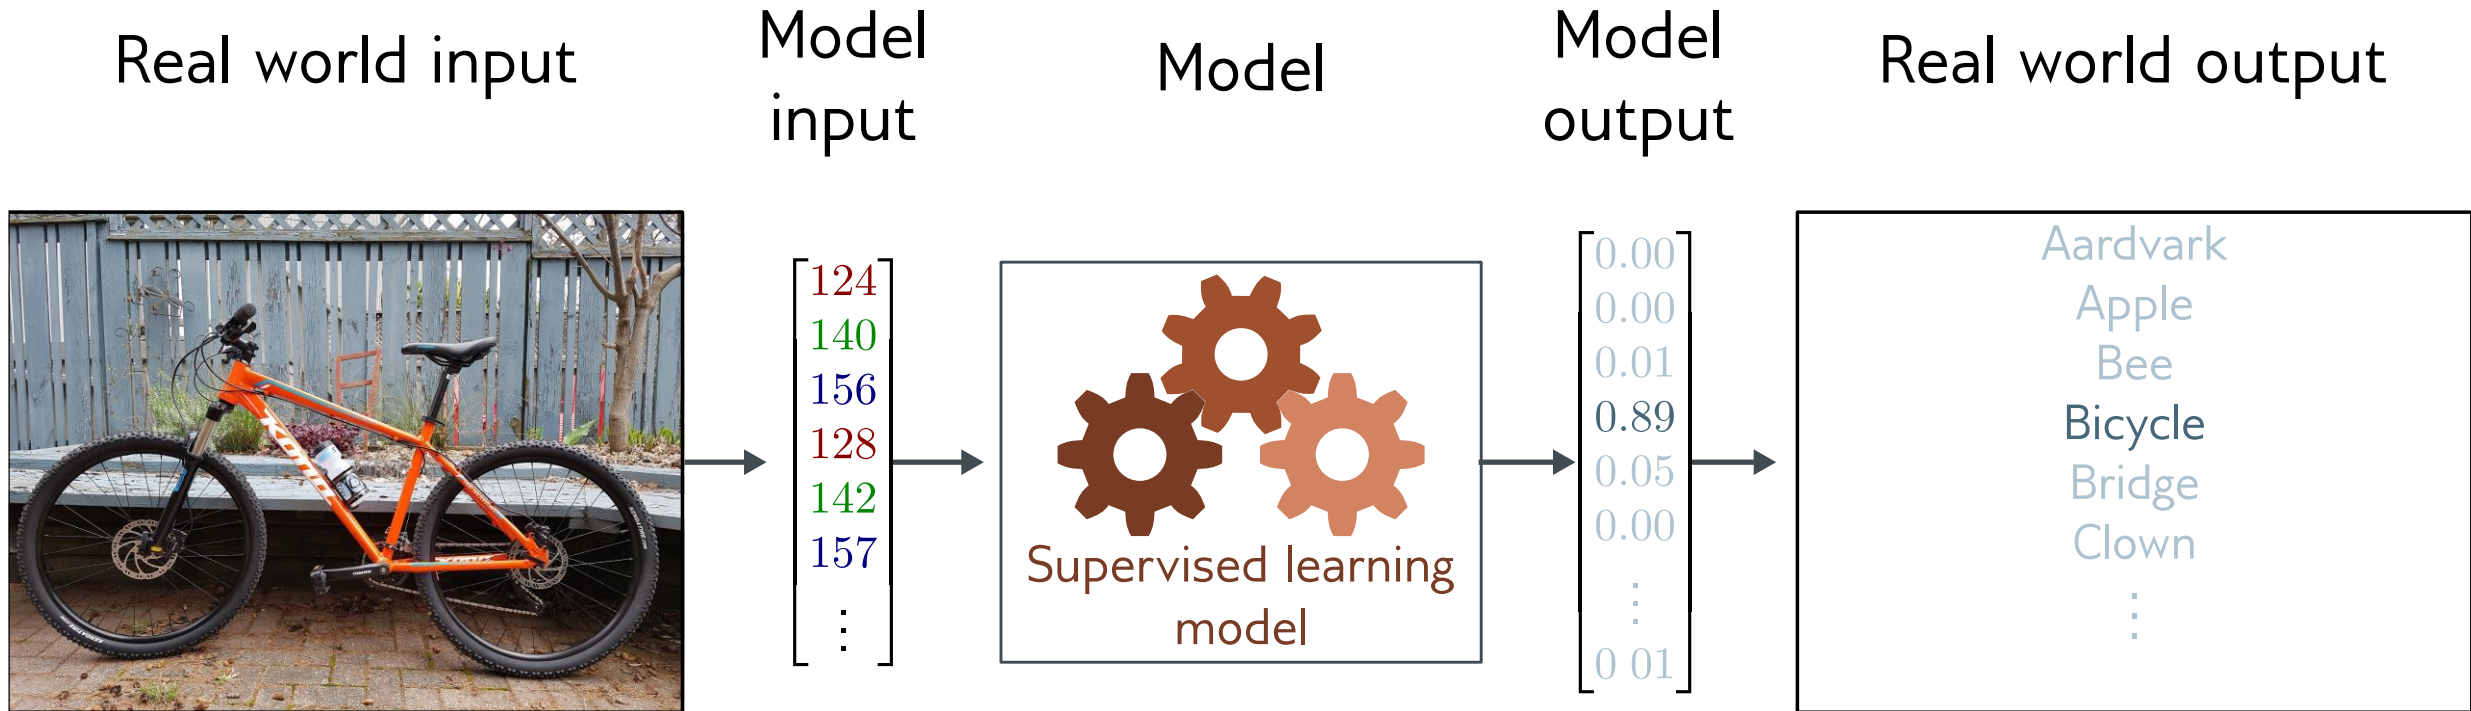 Real world input
Model
input
Model
Model
output
Real world output
KONA
124
140
156
128
142
157
⋮
Supervised learning
model
0.00
0.00
0.01
0.89
0.05
0.00
⋮
0 01
Aardvark
Apple
Bee
Bicycle
Bridge
Clown
⋮